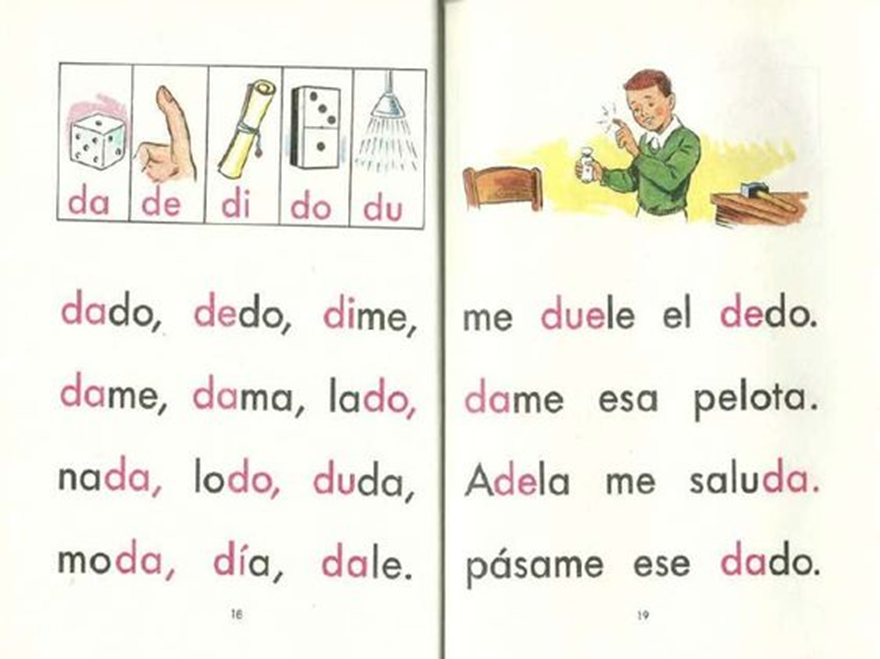 da de di do du
dado, dedo, dime,
dame, dama, lado,
nada, lodo, duda,
moda, día, dale.
18
me duele el dedo.
dame esa pelota.
Adela me saluda.
pásame ese dado.
19